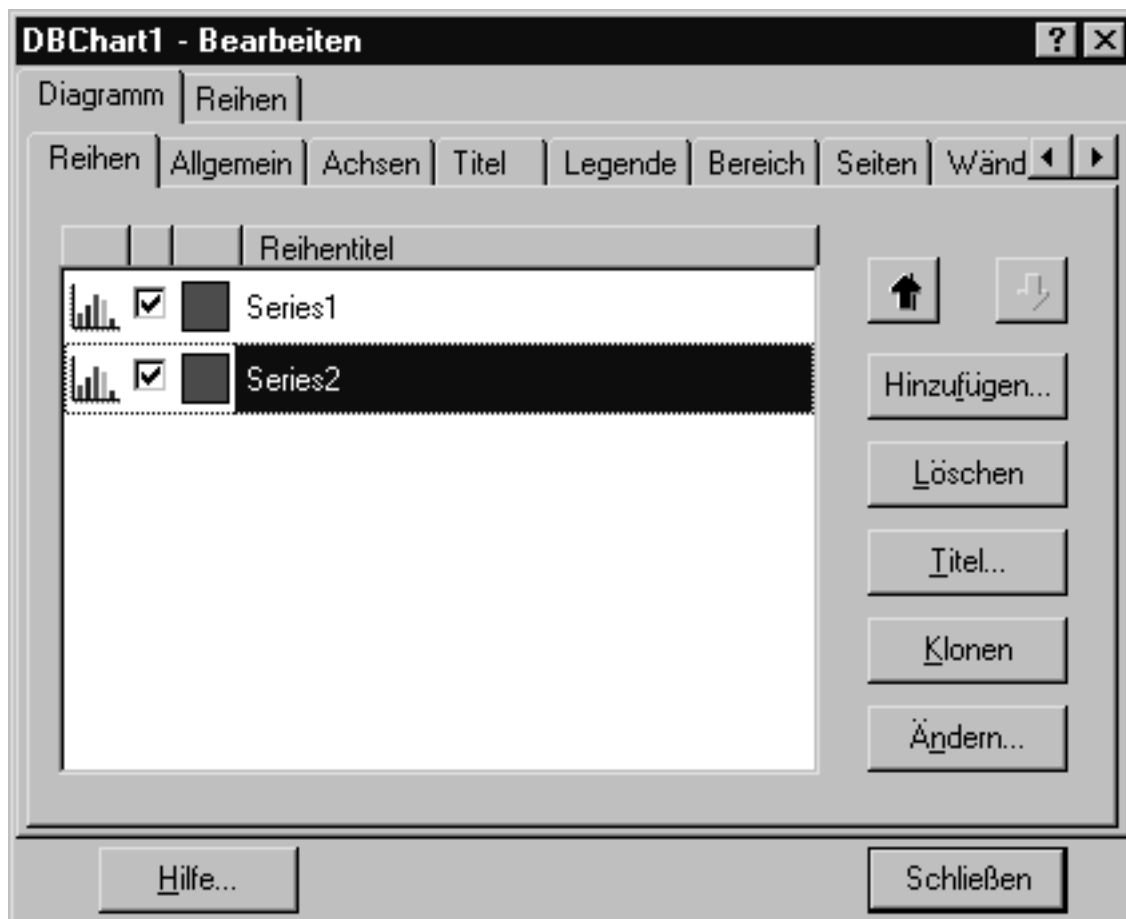 DBChart1 - Bearbeiten
Diagramm Reihen
Reihen Allgemein Achsen Titel Legende Bereich Seiten Wänd
Reihentitel
Series1
Series2
Hinzufügen...
Löschen
Titel...
Klonen
Ändern...
Hilfe... Schließen